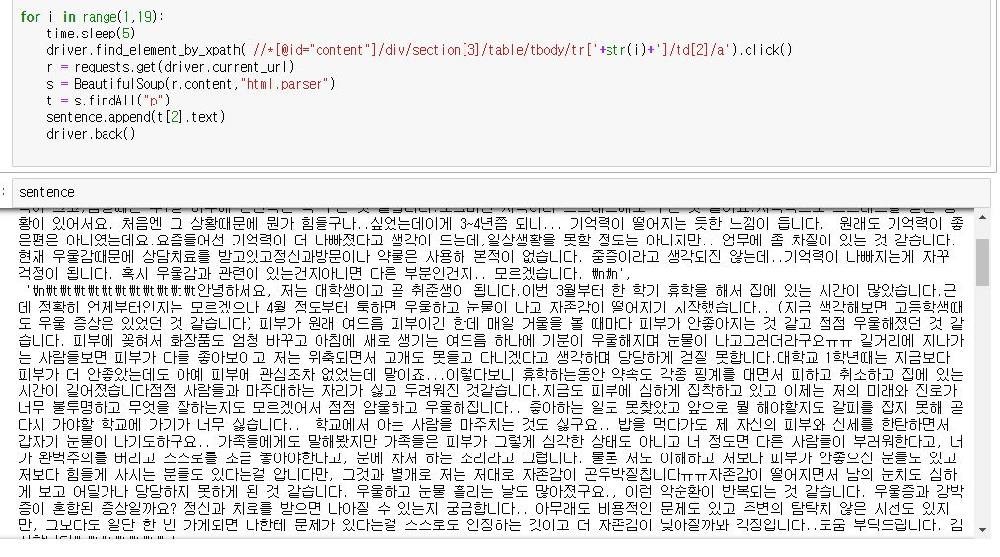 for i in range(1,19):
    time.sleep(5)
    driver.find_element_by_xpath('//*[@id="content"]/div/section[3]/table/tbody/tr['+str(i)+']/td[2]/a').click()
    r = requests.get(driver.current_url)
    s = BeautifulSoup(r.content,"html.parser")
    t = s.findAll("p")
    sentence.append(t[2].text)
    driver.back()
: sentence
황이 있어서요. 처음엔 그 상황때문에 뭔가 힘들구나..싶었는데이게 3~4년쯤 되니... 기억력이 떨어지는 듯한 느낌이 듭니다.  원래도 기억력이 좋
은편은 아니였는데요.요즘들어선 기억력이 더 나빠졌다고 생각이 드는데,일상생활을 못할 정도는 아니지만.. 업무에 좀 차질이 있는 것 같습니다.
현재 우울감때문에 상담치료를 받고있고정신과방문이나 약물은 사용해 본적이 없습니다. 중증이라고 생각되진 않는데..기억력이 나빠지는게 자꾸
걱정이 됩니다. 혹시 우울감과 관련이 있는건지아니면 다른 부분인건지.. 모르겠습니다. ₩n₩n',
'₩n₩t₩t₩t₩t₩t₩t₩t₩t₩t₩t₩t₩t안녕하세요, 저는 대학생이고 곧 취준생이 됩니다.이번 3월부터 한 학기 휴학을 해서 집에 있는 시간이 많았습니다.근
데 정확히 언제부터인지는 모르겠으나 4월 정도부터 툭하면 우울하고 눈물이 나고 자존감이 떨어지기 시작했습니다.. (지금 생각해보면 고등학생때
도 우울 증상은 있었던 것 같습니다) 피부가 원래 여드름 피부이긴 한데 매일 거울을 볼 때마다 피부가 안좋아지는 것 같고 점점 우울해졌던 것 같
습니다. 피부에 꽂혀서 화장품도 엄청 바꾸고 아침에 새로 생기는 여드름 하나에 기분이 우울해지며 눈물이 나고그러더라구요ㅠㅠ 길거리에 지나가
는 사람들보면 피부가 다들 좋아보이고 저는 위축되면서 고개도 못들고 다니겠다고 생각하며 당당하게 걸질 못합니다.대학교 1학년때는 지금보다
피부가 더 안좋았는데도 아예 피부에 관심조차 없었는데 말이죠...이렇다보니 휴학하는동안 약속도 각종 핑계를 대면서 피하고 취소하고 집에 있는
시간이 길어졌습니다점점 사람들과 마주대하는 자리가 싫고 두려워진 것같습니다.지금도 피부에 심하게 집착하고 있고 이제는 저의 미래와 진로가
너무 불투명하고 무엇을 잘하는지도 모르겠어서 점점 암울하고 우울해집니다.. 좋아하는 일도 못찾았고 앞으로 뭘 해야할지도 갈피를 잡지 못해 곧
다시 가야할 학교에 가기가 너무 싫습니다..  학교에서 아는 사람을 마주치는 것도 싫구요.. 밥을 먹다가도 제 자신의 피부와 신세를 한탄하면서
갑자기 눈물이 나기도하구요.. 가족들에게도 말해봤지만 가족들은 피부가 그렇게 심각한 상태도 아니고 너 정도면 다른 사람들이 부러워한다고, 너
가 완벽주의를 버리고 스스로를 조금 놓아야한다고, 문에 차서 하는 소리라고 그럽니다. 물론 저도 이해하고 저보다 피부가 안좋으신 분들도 있고
저보다 힘들게 사시는 분들도 있다는걸 압니다만, 그것과 별개로 저는 저대로 자존감이 곤두박질칩니다ㅠㅠ자존감이 떨어지면서 남의 눈치도 심하
게 보고 어딜가나 당당하지 못하게 된 것 같습니다. 우울하고 눈물 흘리는 날도 많아졌구요,. 이런 악순환이 반복되는 것 같습니다. 우울증과 강박
증이 혼합된 증상일까요? 정신과 치료를 받으면 나아질 수 있는지 궁금합니다.. 아무래도 비용적인 문제도 있고 주변의 탐탁치 않은 시선도 있지
만, 그보다도 일단 한 번 가게되면 나한테 문제가 있다는걸 스스로도 인정하는 것이고 더 자존감이 낮아질까봐 걱정입니다..도움 부탁드립니다. 감